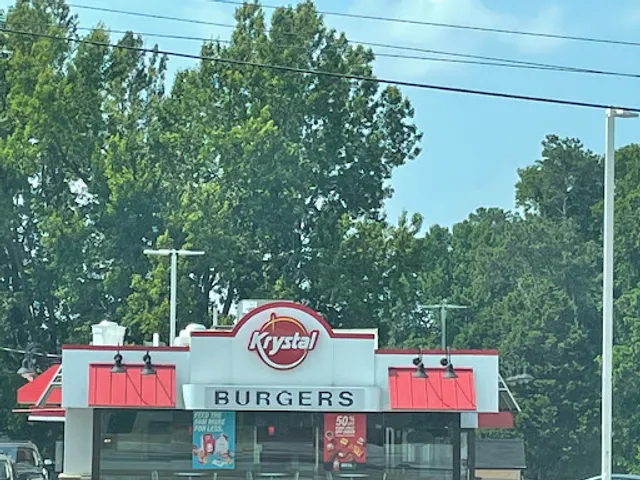 Krystal
BURGERS
FEED THE
FAM MORE
FOR LESS.
50%